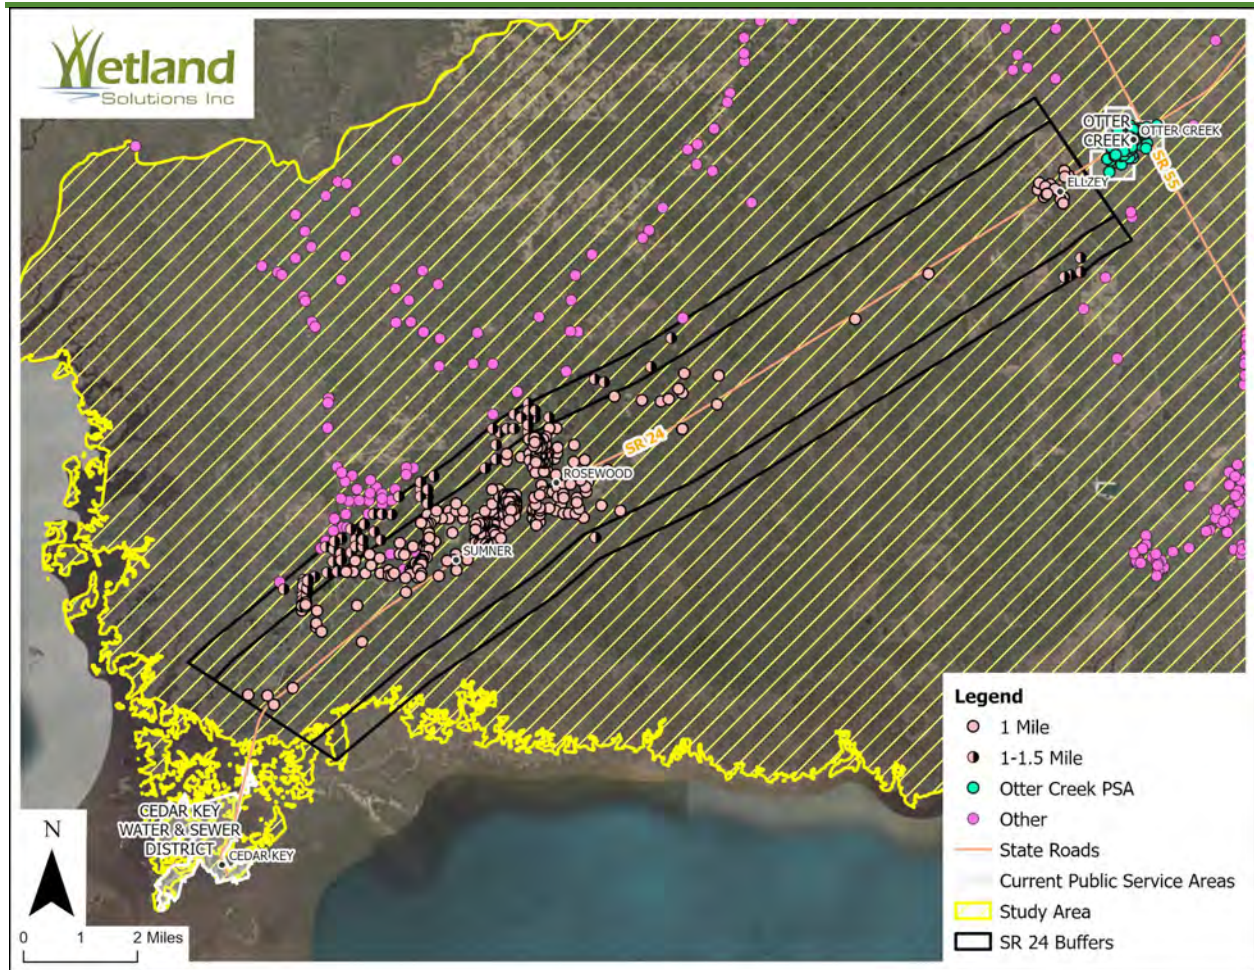 Wetland
Solutions Inc
OTTER
CREEK
OTTER CREEK
SR 55
ELLZEY
SR 24
ROSEWOOD
SUMNER
CEDAR KEY
WATER & SEWER
DISTRICT
CEDAR KEY
N
0 1 2 Miles
Legend
1 Mile
1-1.5 Mile
Otter Creek PSA
Other
State Roads
Current Public Service Areas
Study Area
SR 24 Buffers